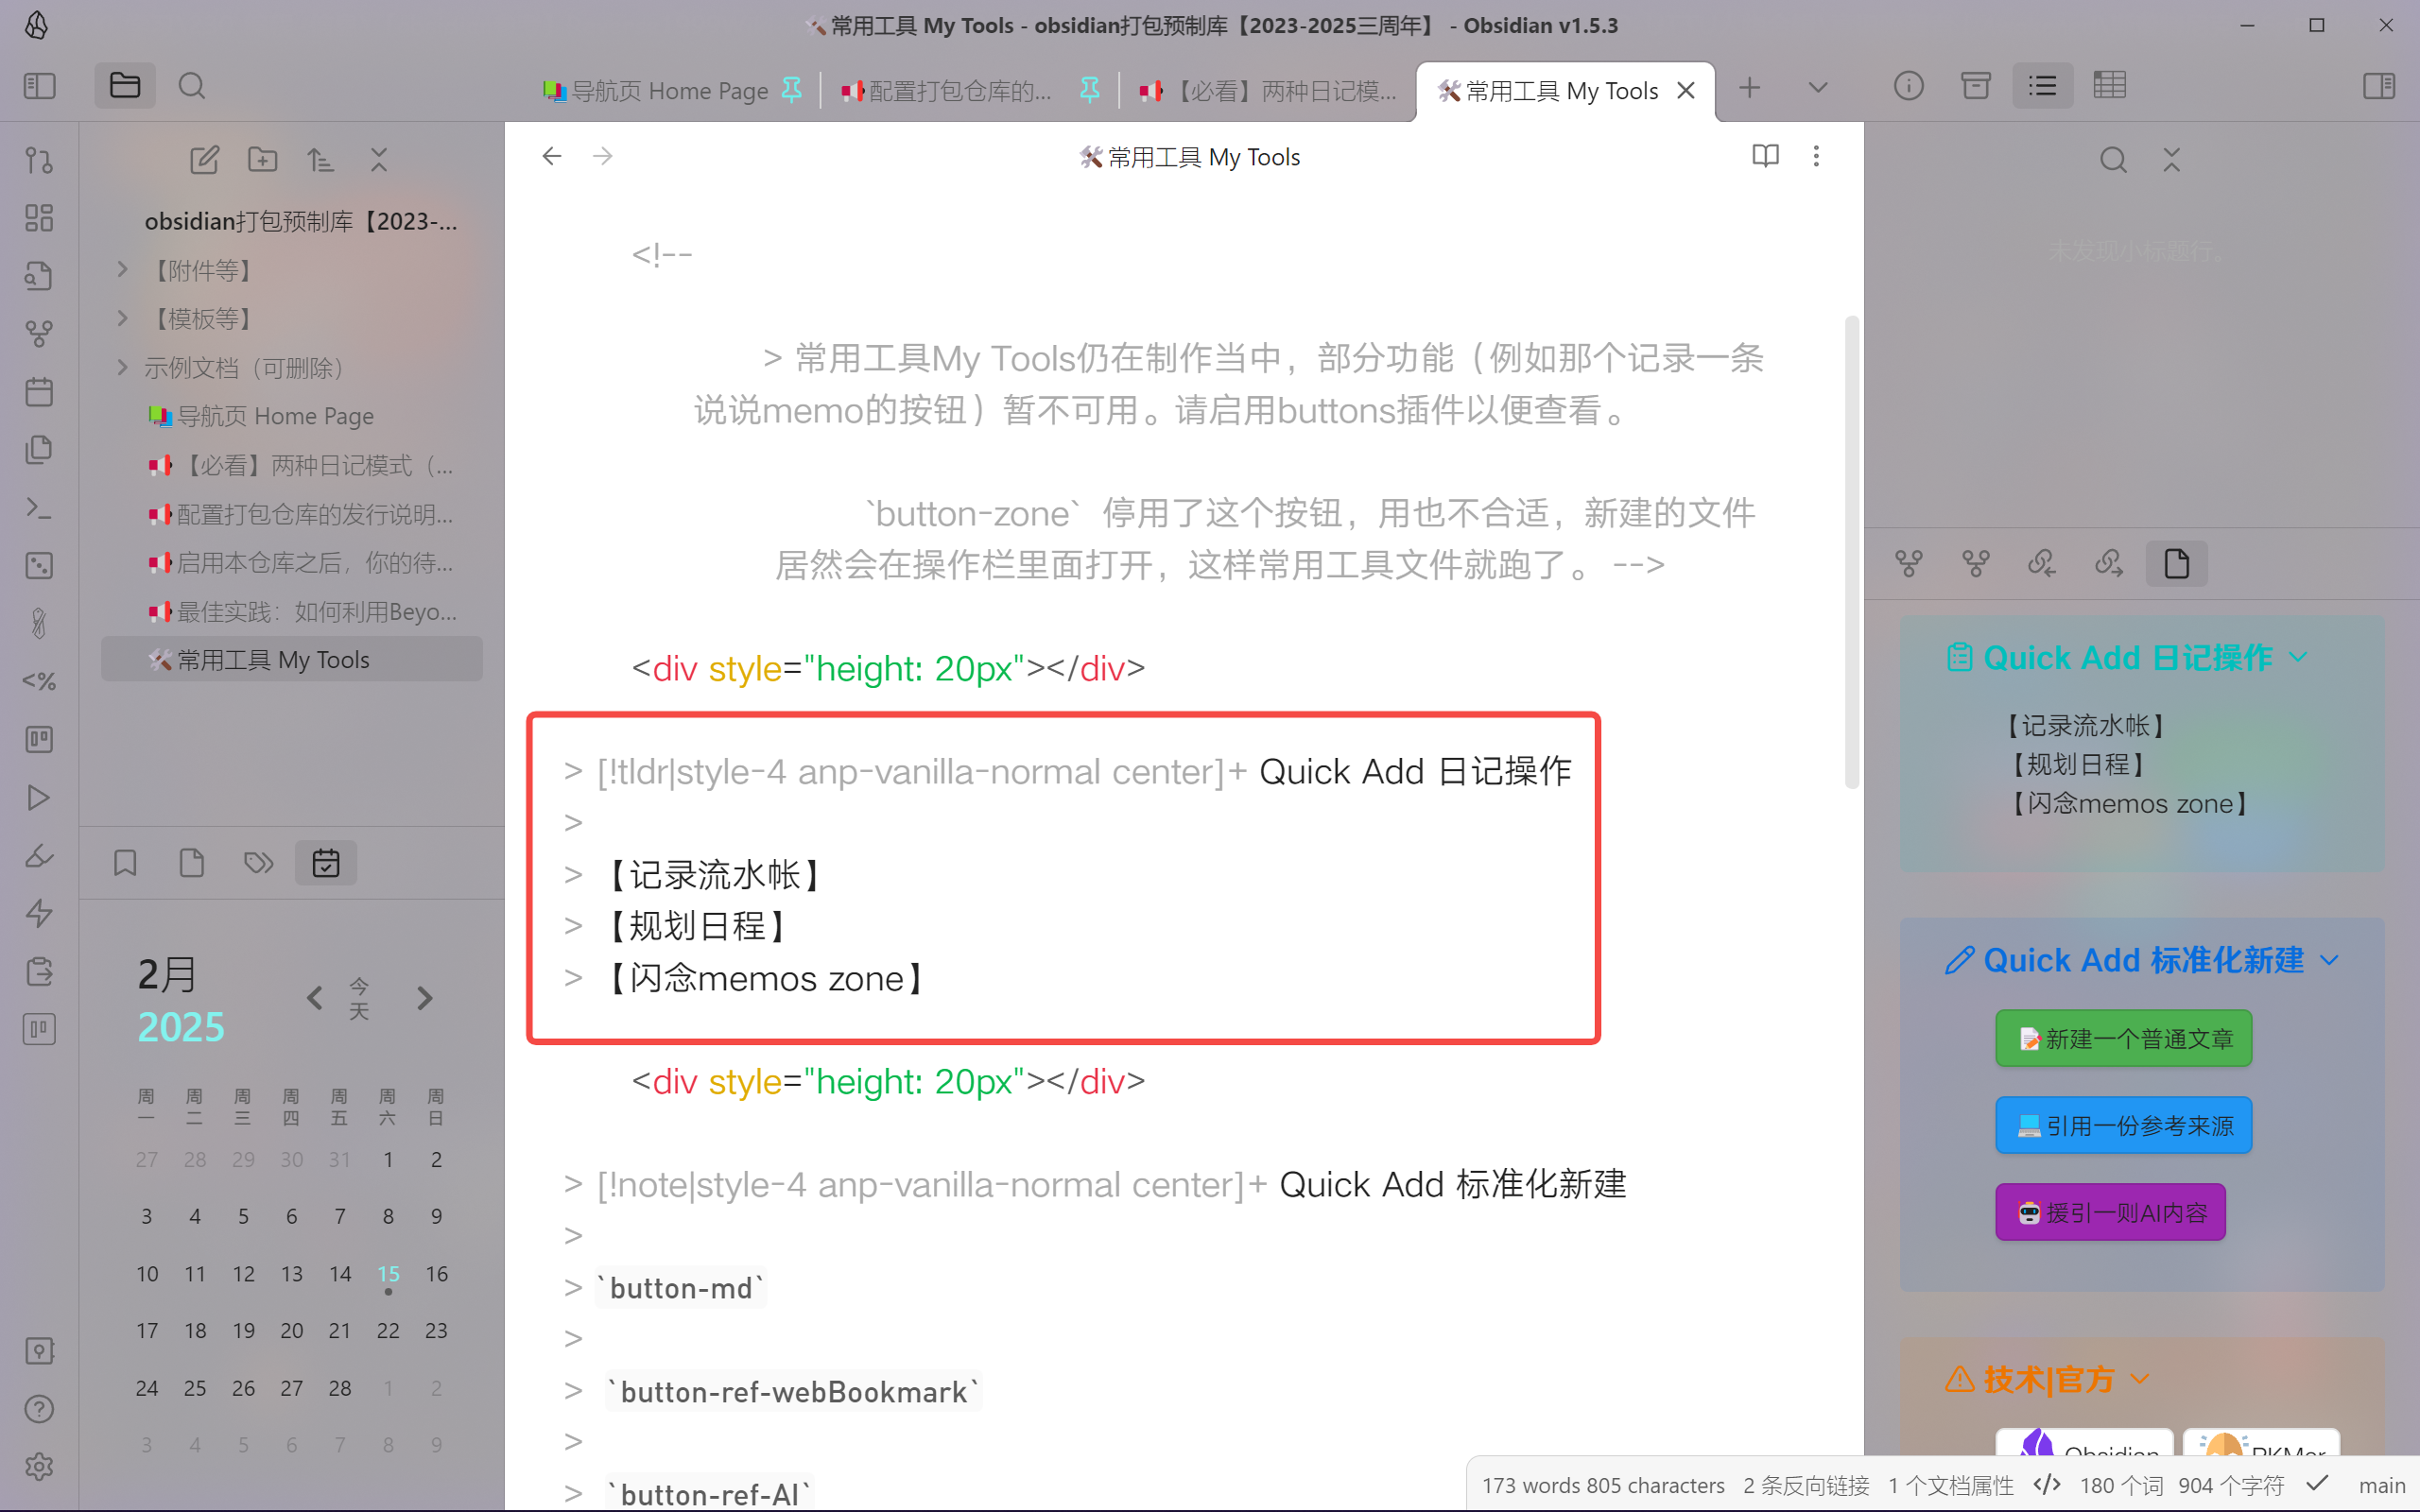 🛠️常用工具 My Tools - obsidian打包预制库【2023-2025三周年】 - Obsidian v1.5.3
导航页 Home Page
📢配置打包仓库的...
📢【必看】两种日记模...
🛠️常用工具 My Tools
obsidian打包预制库【2023-...
【附件等】
【模板等】
示例文档（可删除）
导航页 Home Page
📢【必看】两种日记模式（...
📢配置打包仓库的发行说明...
📢启用本仓库之后，你的待...
📢最佳实践：如何利用Beyo...
🛠️常用工具 My Tools
2月
2025
今天
周一 周二 周三 周四 周五 周六 周日
27 28 29 30 31 1 2
3 4 5 6 7 8 9
10 11 12 13 14 15 16
17 18 19 20 21 22 23
24 25 26 27 28 1 2
3 4 5 6 7 8 9
🛠️常用工具 My Tools
<!--
> 常用工具My Tools仍在制作当中，部分功能（例如那个记录一条
说说memo的按钮）暂不可用。请启用buttons插件以便查看。
`button-zone` 停用了这个按钮，用也不合适，新建的文件
居然会在操作栏里面打开，这样常用工具文件就跑了。-->
<div style="height: 20px"></div>
> [!tldr|style-4 anp-vanilla-normal center]+ Quick Add 日记操作
>
> 【记录流水帐】
> 【规划日程】
> 【闪念memos zone】
<div style="height: 20px"></div>
> [!note|style-4 anp-vanilla-normal center]+ Quick Add 标准化新建
>
> `button-md`
>
> `button-ref-webBookmark`
>
> `button-ref-AI`
未发现小标题行。
Quick Add 日记操作
【记录流水帐】
【规划日程】
【闪念memos zone】
Quick Add 标准化新建
📝新建一个普通文章
💻引用一份参考来源
🤖援引一则AI内容
技术|官方
Obsidian
PKMer
173 words 805 characters 2 条反向链接 1 个文档属性 </> 180 个词 904 个字符 main